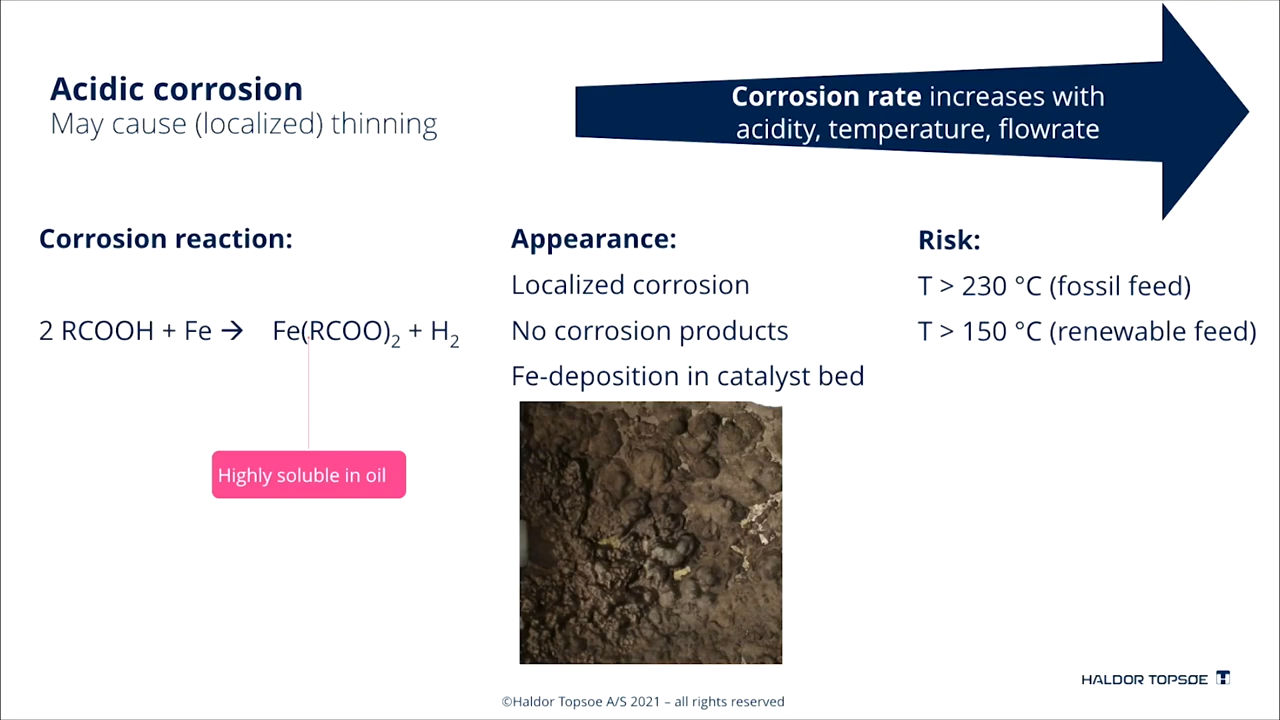 Acidic corrosion
May cause (localized) thinning
Corrosion rate increases with
acidity, temperature, flowrate
Corrosion reaction:
2 RCOOH + Fe → Fe(RCOO)₂ + H₂
Highly soluble in oil
Appearance:
Localized corrosion
No corrosion products
Fe-deposition in catalyst bed
Risk:
T > 230 °C (fossil feed)
T > 150 °C (renewable feed)
HALDOR TOPSØE
©Haldor Topsoe A/S 2021 – all rights reserved